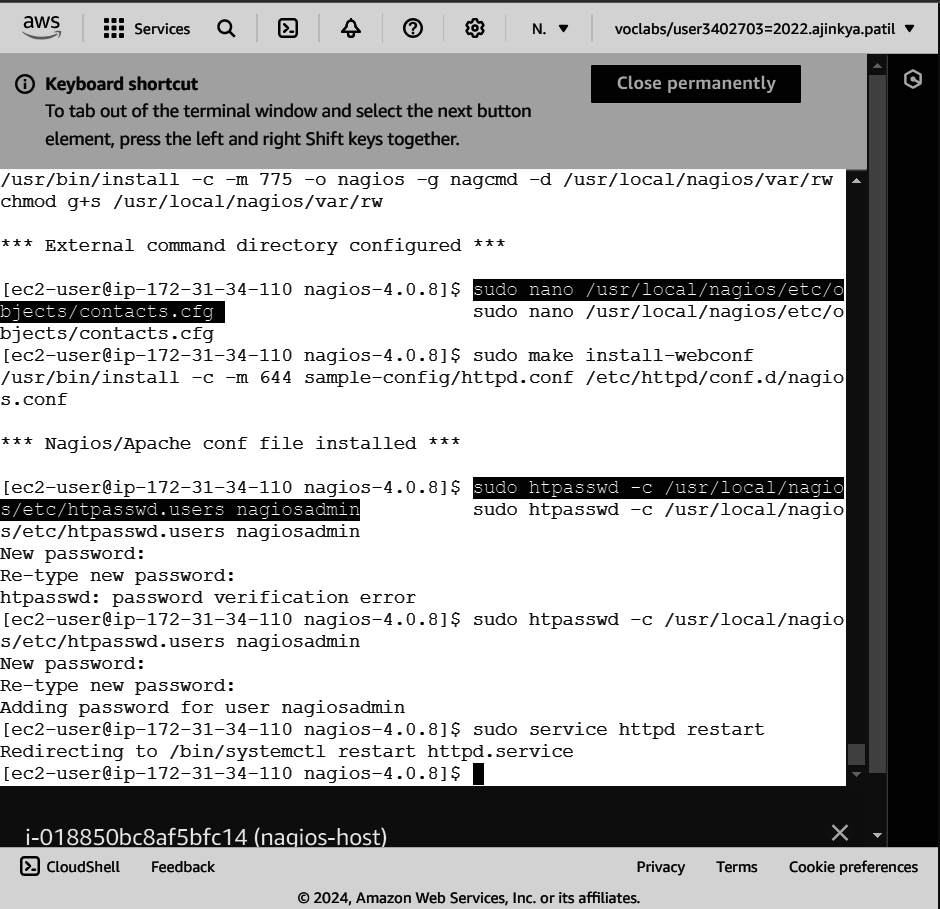 aws
Services
N.
voclabs/user3402703=2022.ajinkya.patil
Keyboard shortcut
Close permanently
To tab out of the terminal window and select the next button
element, press the left and right Shift keys together.
/usr/bin/install -c -m 775 -o nagios -g nagcmd -d /usr/local/nagios/var/rw
chmod g+s /usr/local/nagios/var/rw
*** External command directory configured ***
[ec2-user@ip-172-31-34-110 nagios-4.0.8]$ sudo nano /usr/local/nagios/etc/o
bjects/contacts.cfg sudo nano /usr/local/nagios/etc/o
bjects/contacts.cfg
[ec2-user@ip-172-31-34-110 nagios-4.0.8]$ sudo make install-webconf
/usr/bin/install -c -m 644 sample-config/httpd.conf /etc/httpd/conf.d/nagio
s.conf
*** Nagios/Apache conf file installed ***
[ec2-user@ip-172-31-34-110 nagios-4.0.8]$ sudo htpasswd -c /usr/local/nagio
s/etc/htpasswd.users nagiosadmin sudo htpasswd -c /usr/local/nagio
s/etc/htpasswd.users nagiosadmin
New password:
Re-type new password:
htpasswd: password verification error
[ec2-user@ip-172-31-34-110 nagios-4.0.8]$ sudo htpasswd -c /usr/local/nagio
s/etc/htpasswd.users nagiosadmin
New password:
Re-type new password:
Adding password for user nagiosadmin
[ec2-user@ip-172-31-34-110 nagios-4.0.8]$ sudo service httpd restart
Redirecting to /bin/systemctl restart httpd.service
[ec2-user@ip-172-31-34-110 nagios-4.0.8]$
i-018850bc8af5bfc14 (nagios-host)
CloudShell Feedback Privacy Terms Cookie preferences
© 2024, Amazon Web Services, Inc. or its affiliates.